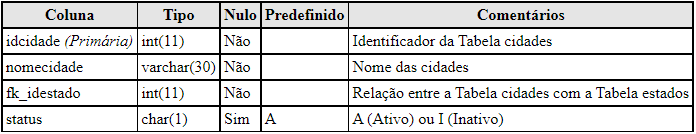 Coluna Tipo Nulo Predefinido Comentários
idcidade (Primária) int(11) Não Identificador da Tabela cidades
nomecidade varchar(30) Não Nome das cidades
fk_idestado int(11) Não Relação entre a Tabela cidades com a Tabela estados
status char(1) Sim A A (Ativo) ou I (Inativo)